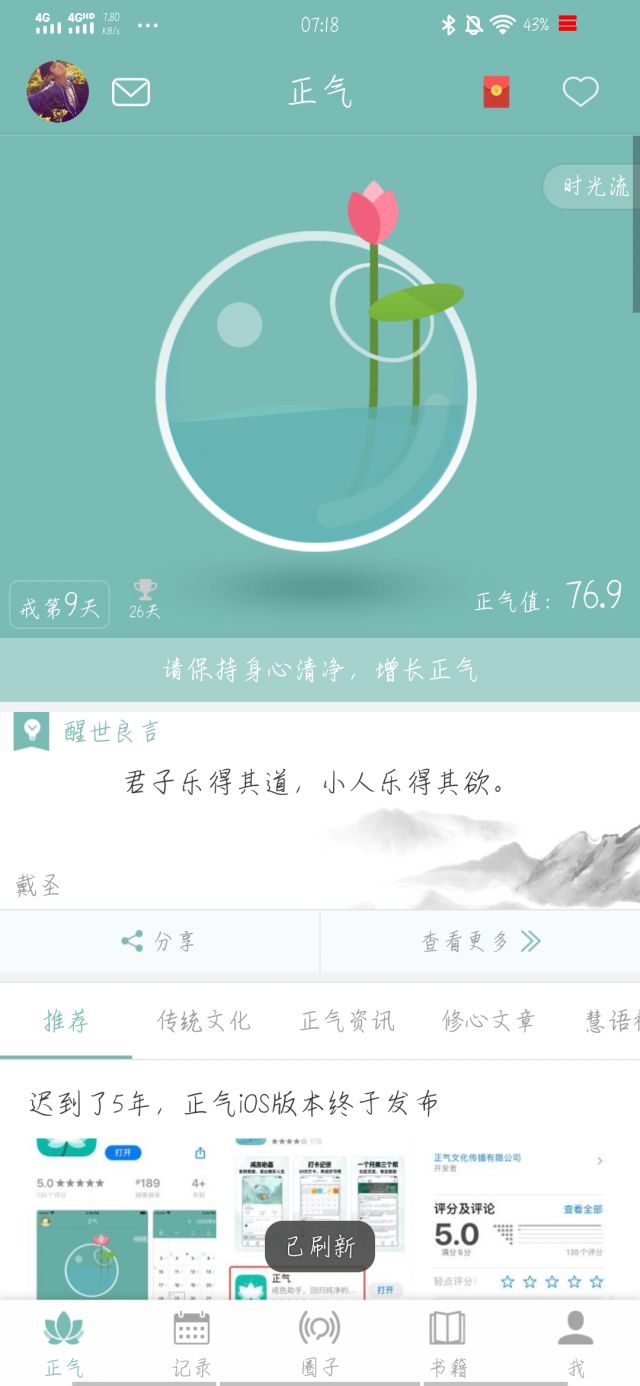 4G 4GHD 7.80 KB/s ... 07:18 43%
正气
时光流
戒第9天
26天
正气值：76.9
请保持身心清净，增长正气
醒世良言
君子乐得其道，小人乐得其欲。
戴圣
分享
查看更多
推荐 传统文化 正气资讯 修心文章 慧语
迟到了5年，正气iOS版本终于发布
打开
5.0★★★★★ #189 4+
正气
打开
正气文化传播有限公司
开发者
评分及评论 查看全部
5.0
满分5分 135个评分
轻点评分：
已刷新
正气 记录 圈子 书籍 我